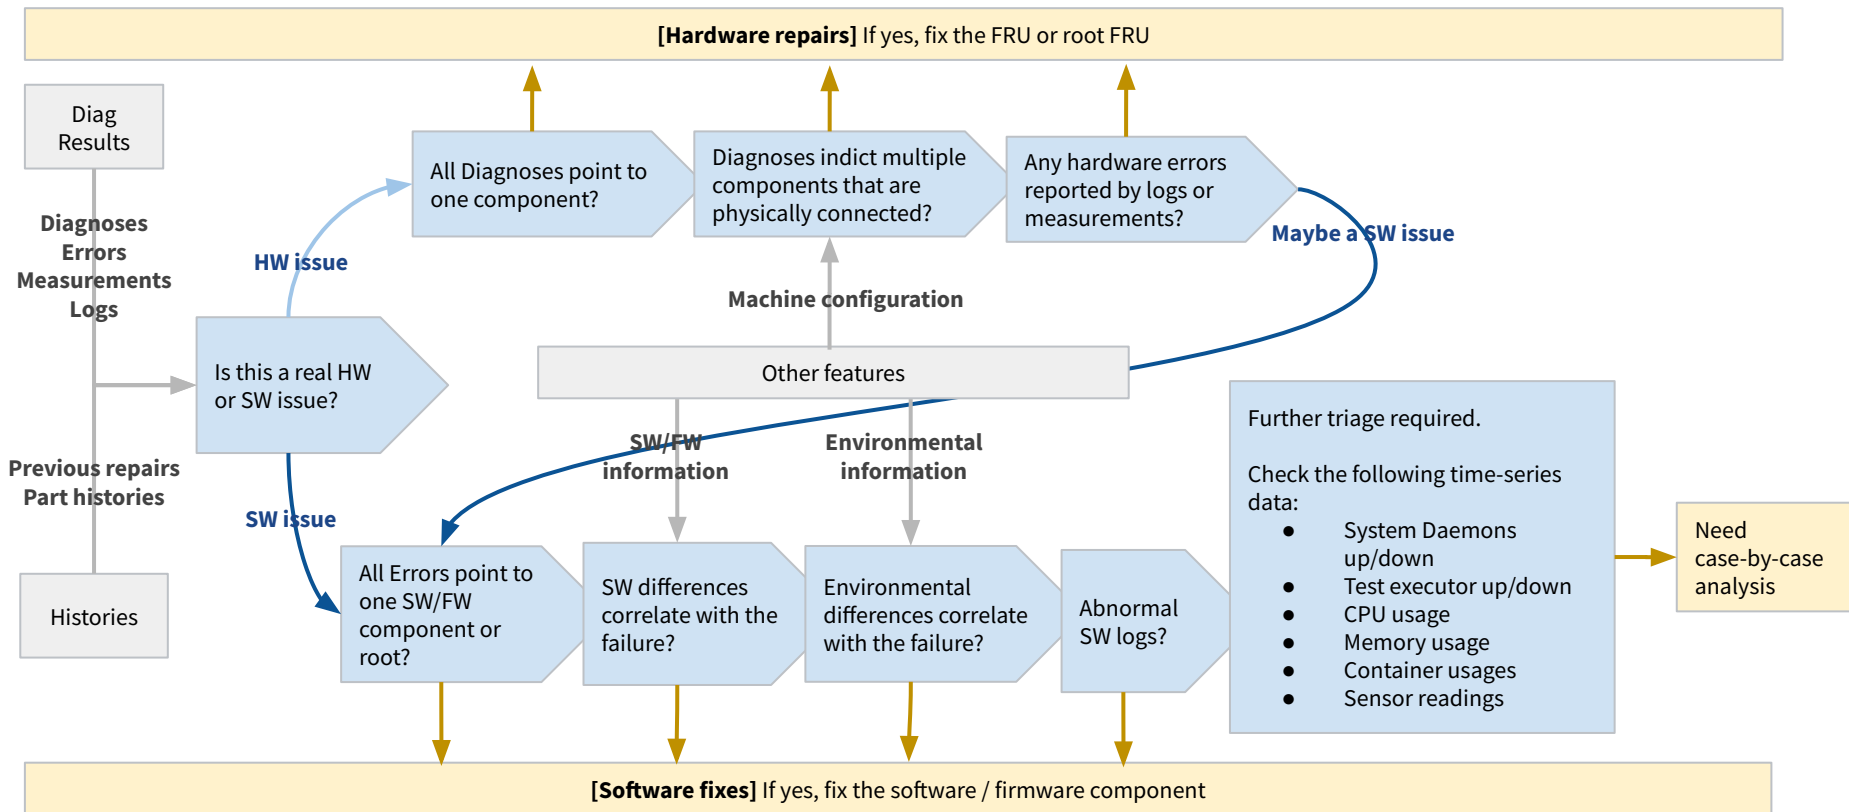 [Hardware repairs] If yes, fix the FRU or root FRU
Diag
Results
Diagnoses
Errors
Measurements
Logs
HW issue
All Diagnoses point to
one component?
Diagnoses indict multiple
components that are
physically connected?
Any hardware errors
reported by logs or
measurements?
Maybe a SW issue
Machine configuration
Is this a real HW
or SW issue?
Other features
SW/FW
information
Environmental
information
Previous repairs
Part histories
SW issue
Histories
All Errors point to
one SW/FW
component or
root?
SW differences
correlate with the
failure?
Environmental
differences correlate
with the failure?
Abnormal
SW logs?
Further triage required.
Check the following time-series
data:
● System Daemons
up/down
● Test executor up/down
● CPU usage
● Memory usage
● Container usages
● Sensor readings
Need
case-by-case
analysis
[Software fixes] If yes, fix the software / firmware component